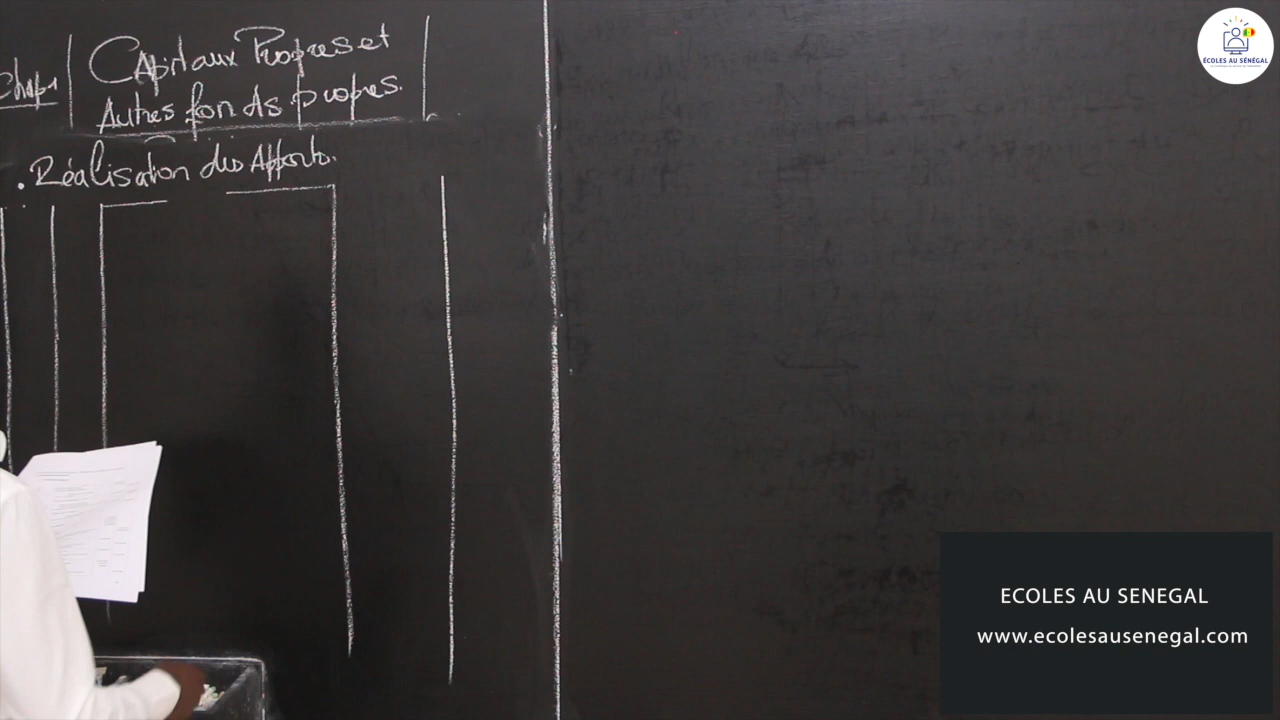 Chap1
Capitaux Propres et
Autres fonds propres.
. Réalisation des Apports.
ÉCOLES AU SÉNÉGAL
ECOLES AU SENEGAL
www.ecolesausenegal.com